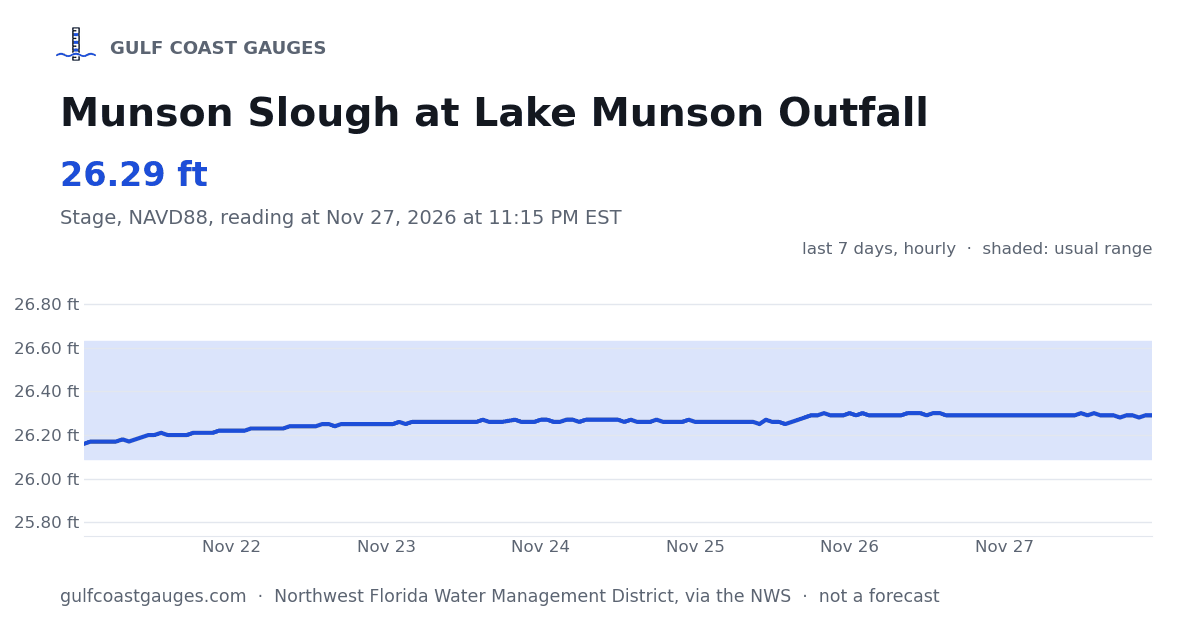 GULF COAST GAUGES
Munson Slough at Lake Munson Outfall
26.29 ft
Stage, NAVD88, reading at Nov 27, 2026 at 11:15 PM EST
last 7 days, hourly · shaded: usual range
26.80 ft
26.60 ft
26.40 ft
26.20 ft
26.00 ft
25.80 ft
Nov 22 Nov 23 Nov 24 Nov 25 Nov 26 Nov 27
gulfcoastgauges.com · Northwest Florida Water Management District, via the NWS · not a forecast